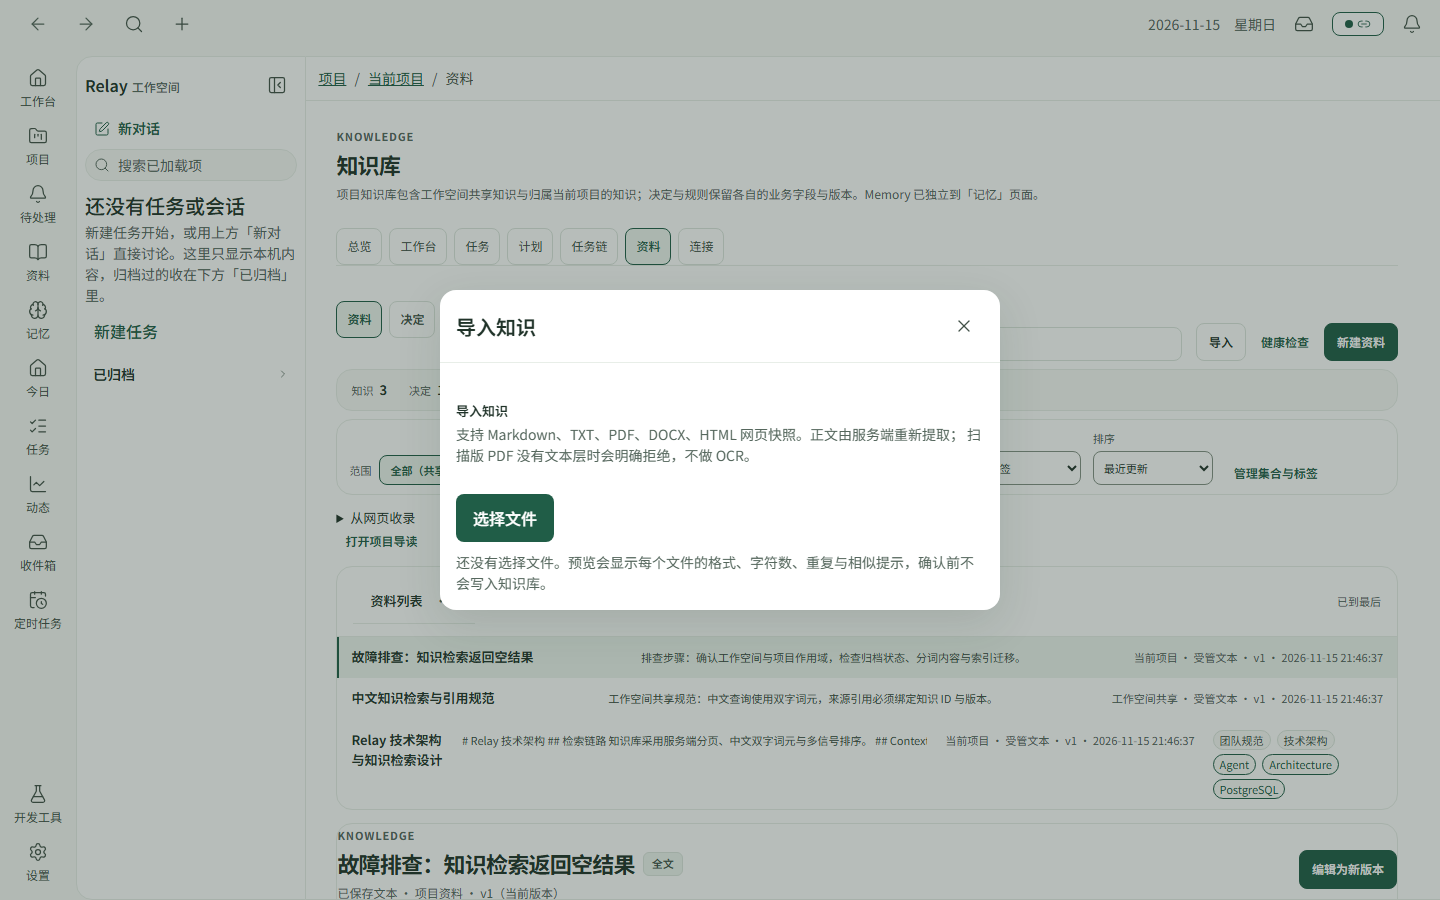 2026-11-15 星期日
工作台
项目
待处理
资料
记忆
今日
任务
动态
收件箱
定时任务
开发工具
设置
Relay 工作空间
新对话
搜索已加载项
还没有任务或会话
新建任务开始，或用上方「新对
话」直接讨论。这里只显示本机内
容，归档过的收在下方「已归档」
里。
新建任务
已归档
项目 / 当前项目 / 资料
KNOWLEDGE
知识库
项目知识库包含工作空间共享知识与归属当前项目的知识；决定与规则保留各自的业务字段与版本。Memory 已独立到「记忆」页面。
总览 工作台 任务 计划 任务链 资料 连接
资料 决定
导入 健康检查 新建资料
知识 3 决定
范围 全部（共享
签
排序
最近更新
管理集合与标签
从网页收录
打开项目导读
导入知识
导入知识
支持 Markdown、TXT、PDF、DOCX、HTML 网页快照。正文由服务端重新提取； 扫
描版 PDF 没有文本层时会明确拒绝，不做 OCR。
选择文件
还没有选择文件。预览会显示每个文件的格式、字符数、重复与相似提示，确认前不
会写入知识库。
资料列表
已到最后
故障排查：知识检索返回空结果 排查步骤：确认工作空间与项目作用域，检查归档状态、分词内容与索引迁移。 当前项目 · 受管文本 · v1 · 2026-11-15 21:46:37
中文知识检索与引用规范 工作空间共享规范：中文查询使用双字词元，来源引用必须绑定知识 ID 与版本。 工作空间共享 · 受管文本 · v1 · 2026-11-15 21:46:37
Relay 技术架构
与知识检索设计
# Relay 技术架构 ## 检索链路 知识库采用服务端分页、中文双字词元与多信号排序。 ## Context 当前项目 · 受管文本 · v1 · 2026-11-15 21:46:37
团队规范 技术架构
Agent Architecture
PostgreSQL
KNOWLEDGE
故障排查：知识检索返回空结果 全文
编辑为新版本
已保存文本 · 项目资料 · v1（当前版本）